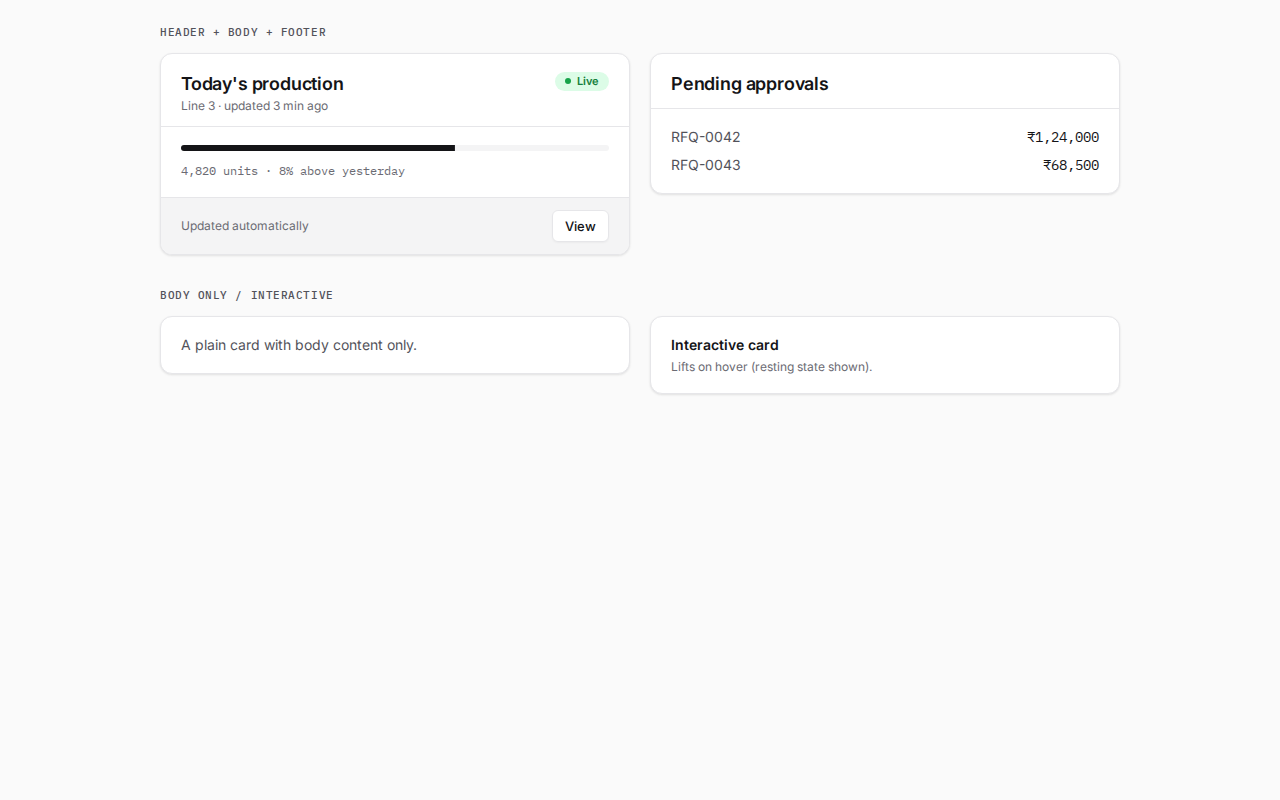 HEADER + BODY + FOOTER
Today's production
Live
Line 3 · updated 3 min ago
4,820 units · 8% above yesterday
Updated automatically
View
Pending approvals
RFQ-0042 ₹1,24,000
RFQ-0043 ₹68,500
BODY ONLY / INTERACTIVE
A plain card with body content only.
Interactive card
Lifts on hover (resting state shown).